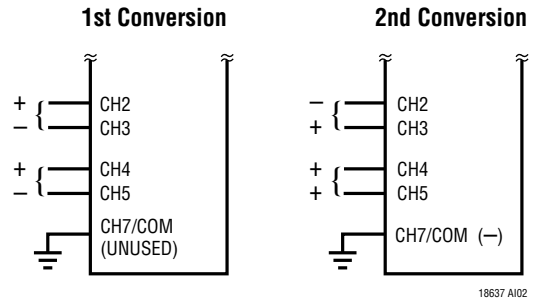 1st Conversion
+ { CH2
– CH3
+ { CH4
– CH5
CH7/COM
(UNUSED)
2nd Conversion
– { CH2
+ CH3
+ { CH4
+ CH5
CH7/COM (–)
18637 AI02